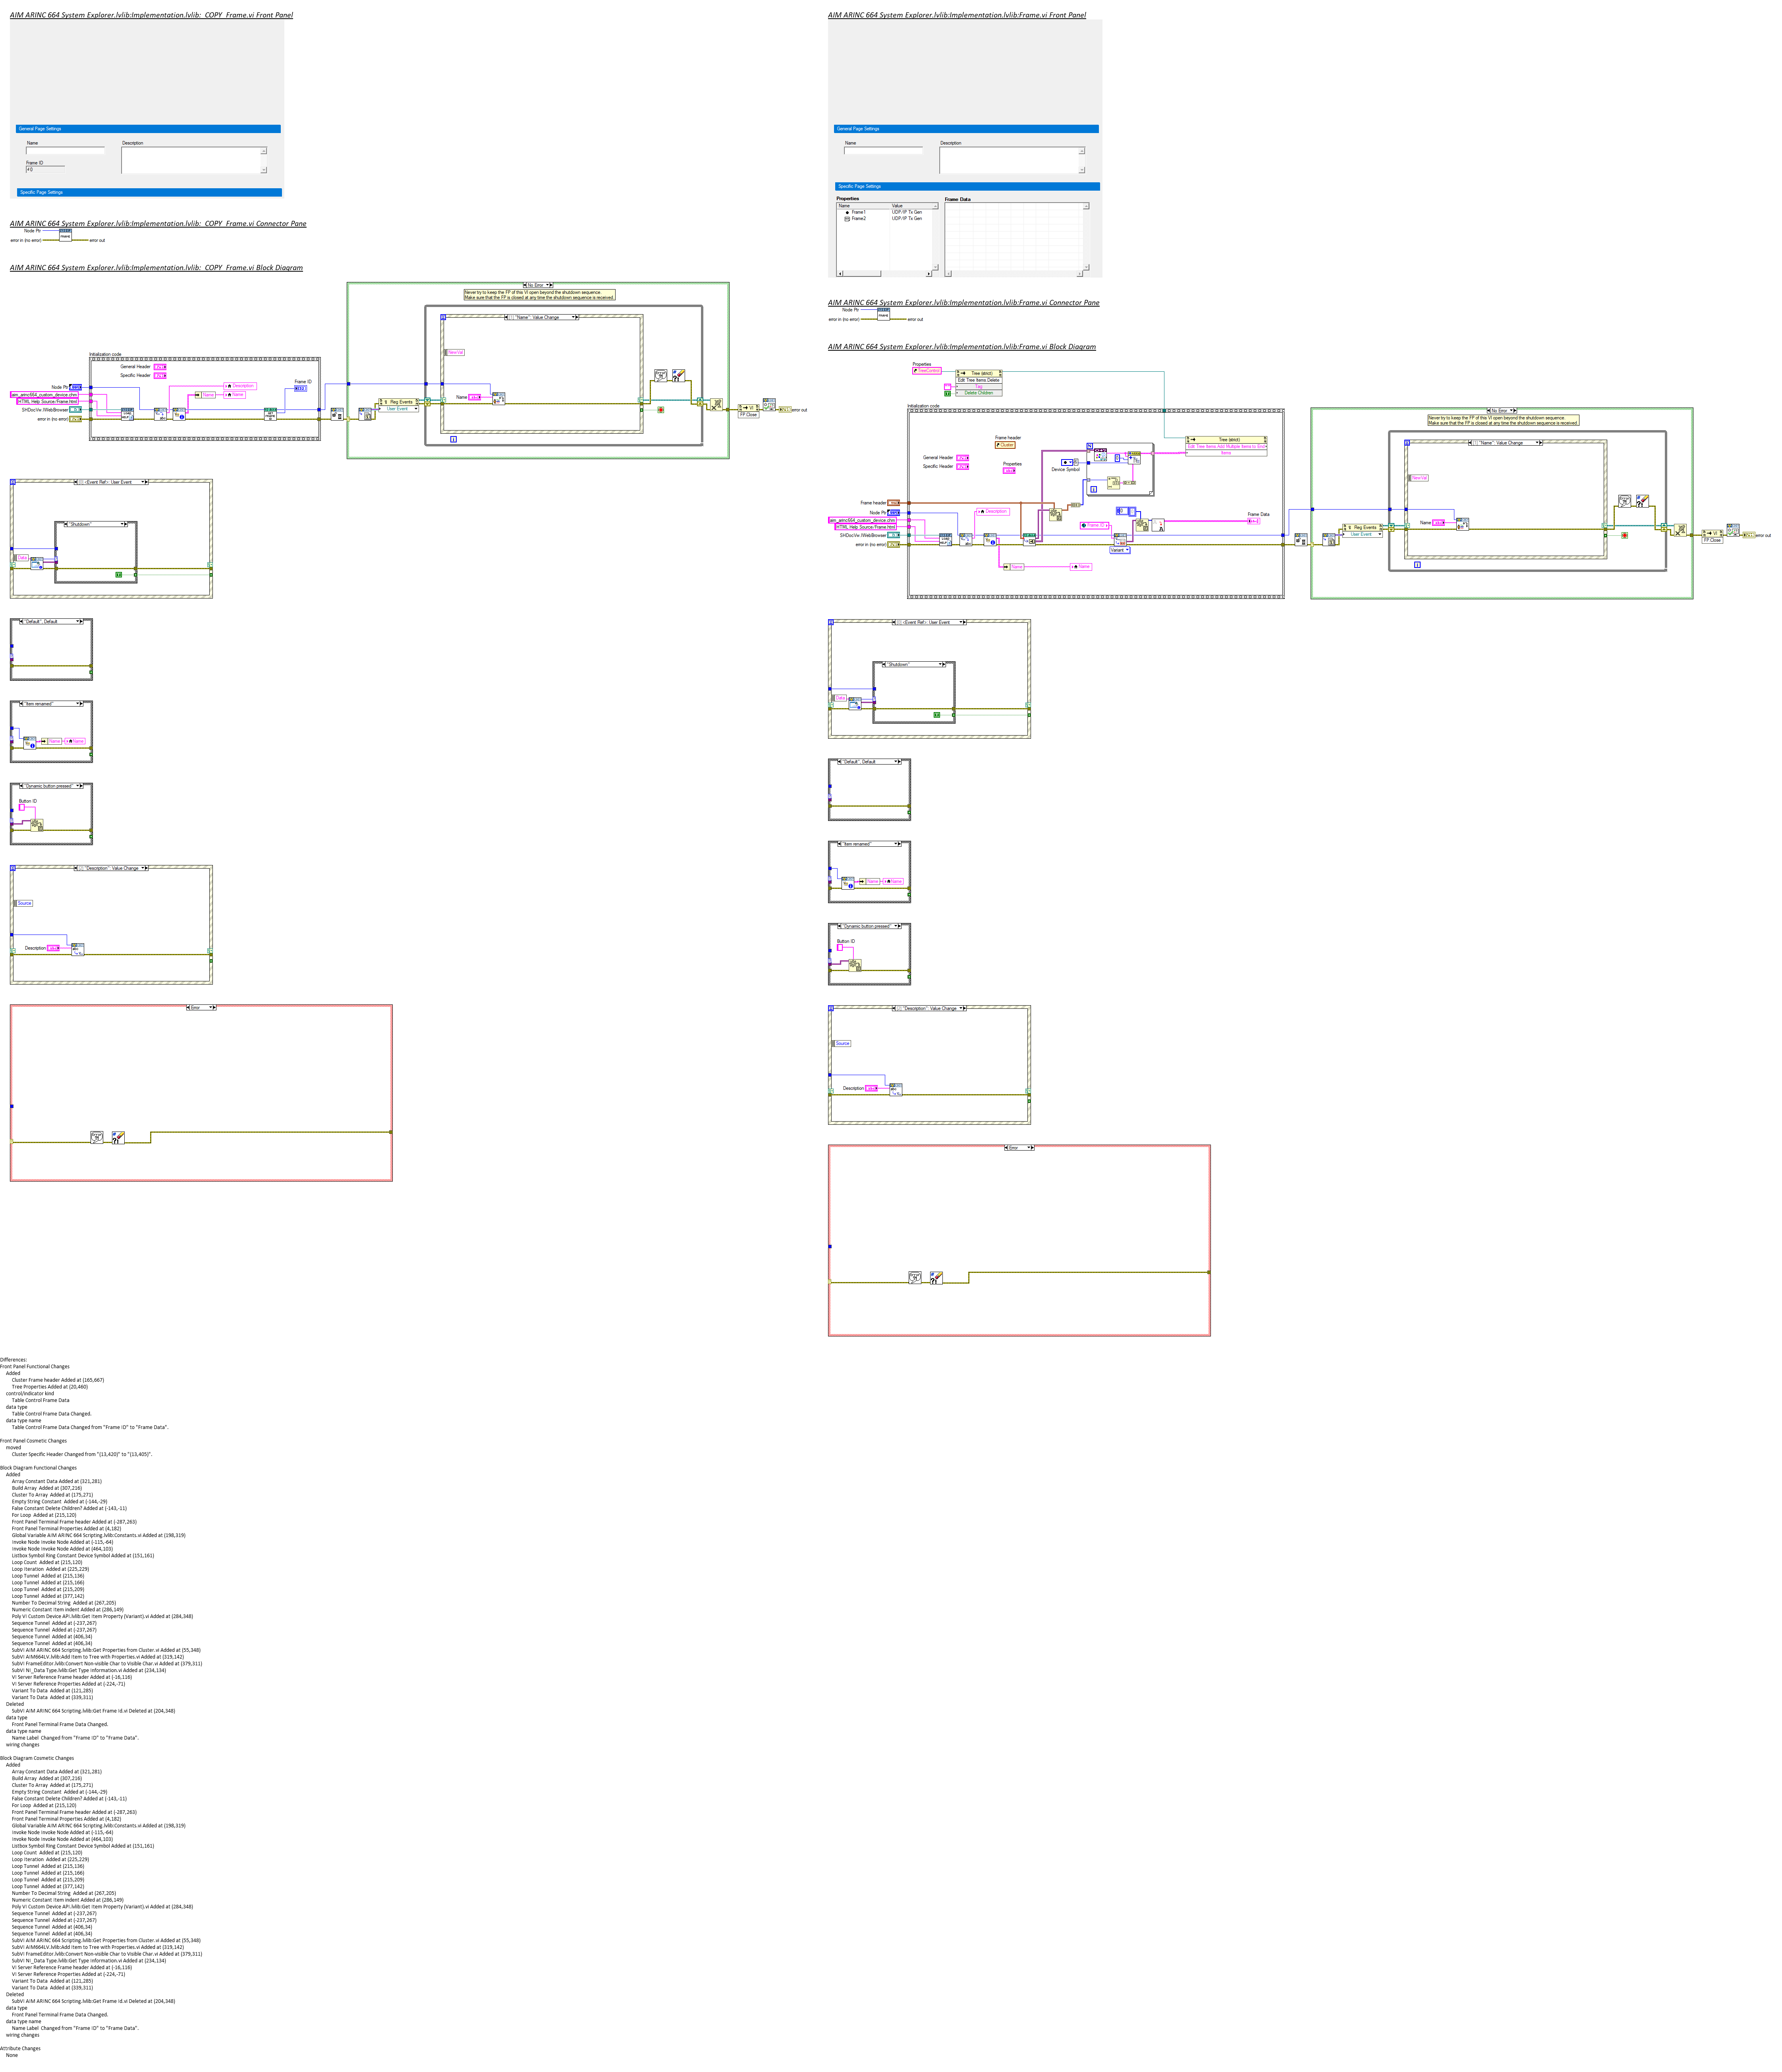 AIM ARINC 664 System Explorer.lvlib:Implementation.lvlib:_COPY_Frame.vi Front Panel
General Page Settings
Name
Description
Frame ID
Specific Page Settings
AIM ARINC 664 System Explorer.lvlib:Implementation.lvlib:_COPY_Frame.vi Connector Pane
Node Ptr
error in (no error)
error out
AIM ARINC 664 System Explorer.lvlib:Implementation.lvlib:_COPY_Frame.vi Block Diagram
No Error
Never try to keep the FP of this VI open beyond the shutdown sequence.
Make sure that the FP is closed at any time the shutdown sequence is received.
"Name": Value Change
NewVal
Initialization code
General Header
Specific Header
Description
Name
Frame ID
Node Ptr
aim_arinc664_custom_device.chm
HTML Help Source/Frame.html
SHDocVw.IWebBrowser
error in (no error)
Name
Reg Events
User Event
VI
FP.Close
error out
<Event Ref>: User Event
"Shutdown"
Data
"Default", Default
"Item renamed"
Name
Name
"Dynamic button pressed"
Button ID
"Description": Value Change
Source
Description
Error
AIM ARINC 664 System Explorer.lvlib:Implementation.lvlib:Frame.vi Front Panel
General Page Settings
Name
Description
Specific Page Settings
Properties
Frame Data
Name
Value
Frame1
UDP/IP Tx Gen
Frame2
UDP/IP Tx Gen
AIM ARINC 664 System Explorer.lvlib:Implementation.lvlib:Frame.vi Connector Pane
Node Ptr
error in (no error)
error out
AIM ARINC 664 System Explorer.lvlib:Implementation.lvlib:Frame.vi Block Diagram
Properties
TreeControl
Tree (strict)
Edit Tree Items.Delete
Tag
Delete Children
Initialization code
Frame header
Cluster
General Header
Specific Header
Properties
Device Symbol
Tree (strict)
Edit Tree Items.Add Multiple Items to End
Items
Frame header
Node Ptr
aim_arinc664_custom_device.chm
HTML Help Source/Frame.html
SHDocVw.IWebBrowser
error in (no error)
Description
Frame ID
Variant
Frame Data
Name
Name
No Error
Never try to keep the FP of this VI open beyond the shutdown sequence.
Make sure that the FP is closed at any time the shutdown sequence is received.
"Name": Value Change
NewVal
Name
Reg Events
User Event
VI
FP.Close
error out
<Event Ref>: User Event
"Shutdown"
Data
"Default", Default
"Item renamed"
Name
Name
"Dynamic button pressed"
Button ID
"Description": Value Change
Source
Description
Error
Differences:
Front Panel Functional Changes
Added
Cluster Frame header Added at (165,667)
Tree Properties Added at (20,460)
control/indicator kind
Table Control Frame Data
data type
Table Control Frame Data Changed.
data type name
Table Control Frame Data Changed from "Frame ID" to "Frame Data".
Front Panel Cosmetic Changes
moved
Cluster Specific Header Changed from "(13,420)" to "(13,405)".
Block Diagram Functional Changes
Added
Array Constant Data Added at (321,281)
Build Array  Added at (307,216)
Cluster To Array  Added at (175,271)
Empty String Constant  Added at (-144,-29)
False Constant Delete Children? Added at (-143,-11)
For Loop  Added at (215,120)
Front Panel Terminal Frame header Added at (-287,263)
Front Panel Terminal Properties Added at (4,182)
Global Variable AIM ARINC 664 Scripting.lvlib:Constants.vi Added at (198,319)
Invoke Node Invoke Node Added at (-115,-64)
Invoke Node Invoke Node Added at (464,103)
Listbox Symbol Ring Constant Device Symbol Added at (151,161)
Loop Count  Added at (215,120)
Loop Iteration  Added at (225,229)
Loop Tunnel  Added at (215,136)
Loop Tunnel  Added at (215,166)
Loop Tunnel  Added at (215,209)
Loop Tunnel  Added at (377,142)
Number To Decimal String  Added at (267,205)
Numeric Constant Item indent Added at (286,149)
Poly VI Custom Device API.lvlib:Get Item Property (Variant).vi Added at (284,348)
Sequence Tunnel  Added at (-237,267)
Sequence Tunnel  Added at (-237,267)
Sequence Tunnel  Added at (406,34)
Sequence Tunnel  Added at (406,34)
SubVI AIM ARINC 664 Scripting.lvlib:Get Properties from Cluster.vi Added at (55,348)
SubVI AIM664LV.lvlib:Add Item to Tree with Properties.vi Added at (319,142)
SubVI FrameEditor.lvlib:Convert Non-visible Char to Visible Char.vi Added at (379,311)
SubVI NI_Data Type.lvlib:Get Type Information.vi Added at (234,134)
VI Server Reference Frame header Added at (-16,116)
VI Server Reference Properties Added at (-224,-71)
Variant To Data  Added at (121,285)
Variant To Data  Added at (339,311)
Deleted
SubVI AIM ARINC 664 Scripting.lvlib:Get Frame Id.vi Deleted at (204,348)
data type
Front Panel Terminal Frame Data Changed.
data type name
Name Label  Changed from "Frame ID" to "Frame Data".
wiring changes
Block Diagram Cosmetic Changes
Added
Array Constant Data Added at (321,281)
Build Array  Added at (307,216)
Cluster To Array  Added at (175,271)
Empty String Constant  Added at (-144,-29)
False Constant Delete Children? Added at (-143,-11)
For Loop  Added at (215,120)
Front Panel Terminal Frame header Added at (-287,263)
Front Panel Terminal Properties Added at (4,182)
Global Variable AIM ARINC 664 Scripting.lvlib:Constants.vi Added at (198,319)
Invoke Node Invoke Node Added at (-115,-64)
Invoke Node Invoke Node Added at (464,103)
Listbox Symbol Ring Constant Device Symbol Added at (151,161)
Loop Count  Added at (215,120)
Loop Iteration  Added at (225,229)
Loop Tunnel  Added at (215,136)
Loop Tunnel  Added at (215,166)
Loop Tunnel  Added at (215,209)
Loop Tunnel  Added at (377,142)
Number To Decimal String  Added at (267,205)
Numeric Constant Item indent Added at (286,149)
Poly VI Custom Device API.lvlib:Get Item Property (Variant).vi Added at (284,348)
Sequence Tunnel  Added at (-237,267)
Sequence Tunnel  Added at (-237,267)
Sequence Tunnel  Added at (406,34)
Sequence Tunnel  Added at (406,34)
SubVI AIM ARINC 664 Scripting.lvlib:Get Properties from Cluster.vi Added at (55,348)
SubVI AIM664LV.lvlib:Add Item to Tree with Properties.vi Added at (319,142)
SubVI FrameEditor.lvlib:Convert Non-visible Char to Visible Char.vi Added at (379,311)
SubVI NI_Data Type.lvlib:Get Type Information.vi Added at (234,134)
VI Server Reference Frame header Added at (-16,116)
VI Server Reference Properties Added at (-224,-71)
Variant To Data  Added at (121,285)
Variant To Data  Added at (339,311)
Deleted
SubVI AIM ARINC 664 Scripting.lvlib:Get Frame Id.vi Deleted at (204,348)
data type
Front Panel Terminal Frame Data Changed.
data type name
Name Label  Changed from "Frame ID" to "Frame Data".
wiring changes
Attribute Changes
None